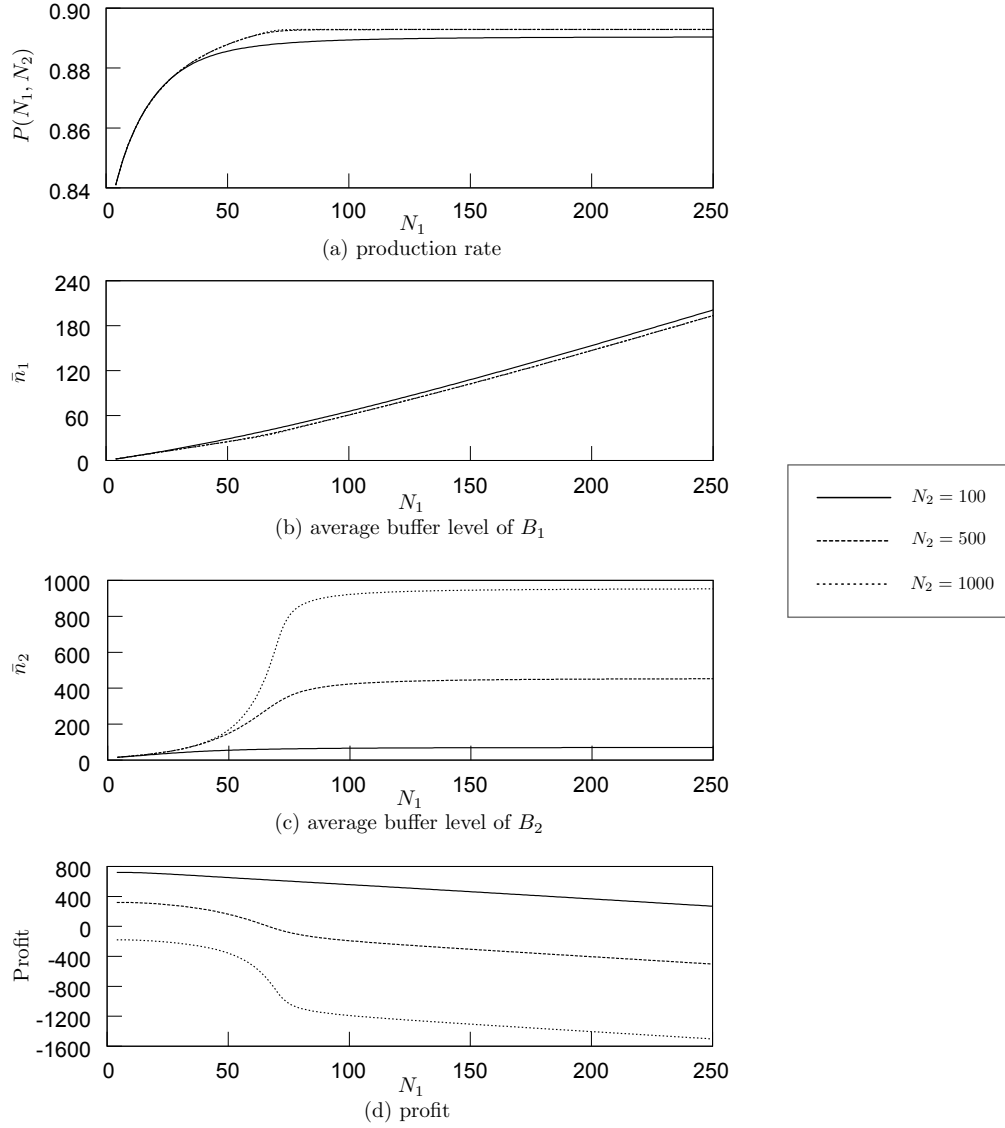 0.90
0.88
0.86
0.84
P(N₁, N₂)
0 50 100 150 200 250
N₁
(a) production rate
240
180
120
60
0
n̄₁
0 50 100 150 200 250
N₁
(b) average buffer level of B₁
1000
800
600
400
200
0
n̄₂
0 50 100 150 200 250
N₁
(c) average buffer level of B₂
800
400
0
-400
-800
-1200
-1600
Profit
0 50 100 150 200 250
N₁
(d) profit
N₂ = 100
N₂ = 500
N₂ = 1000